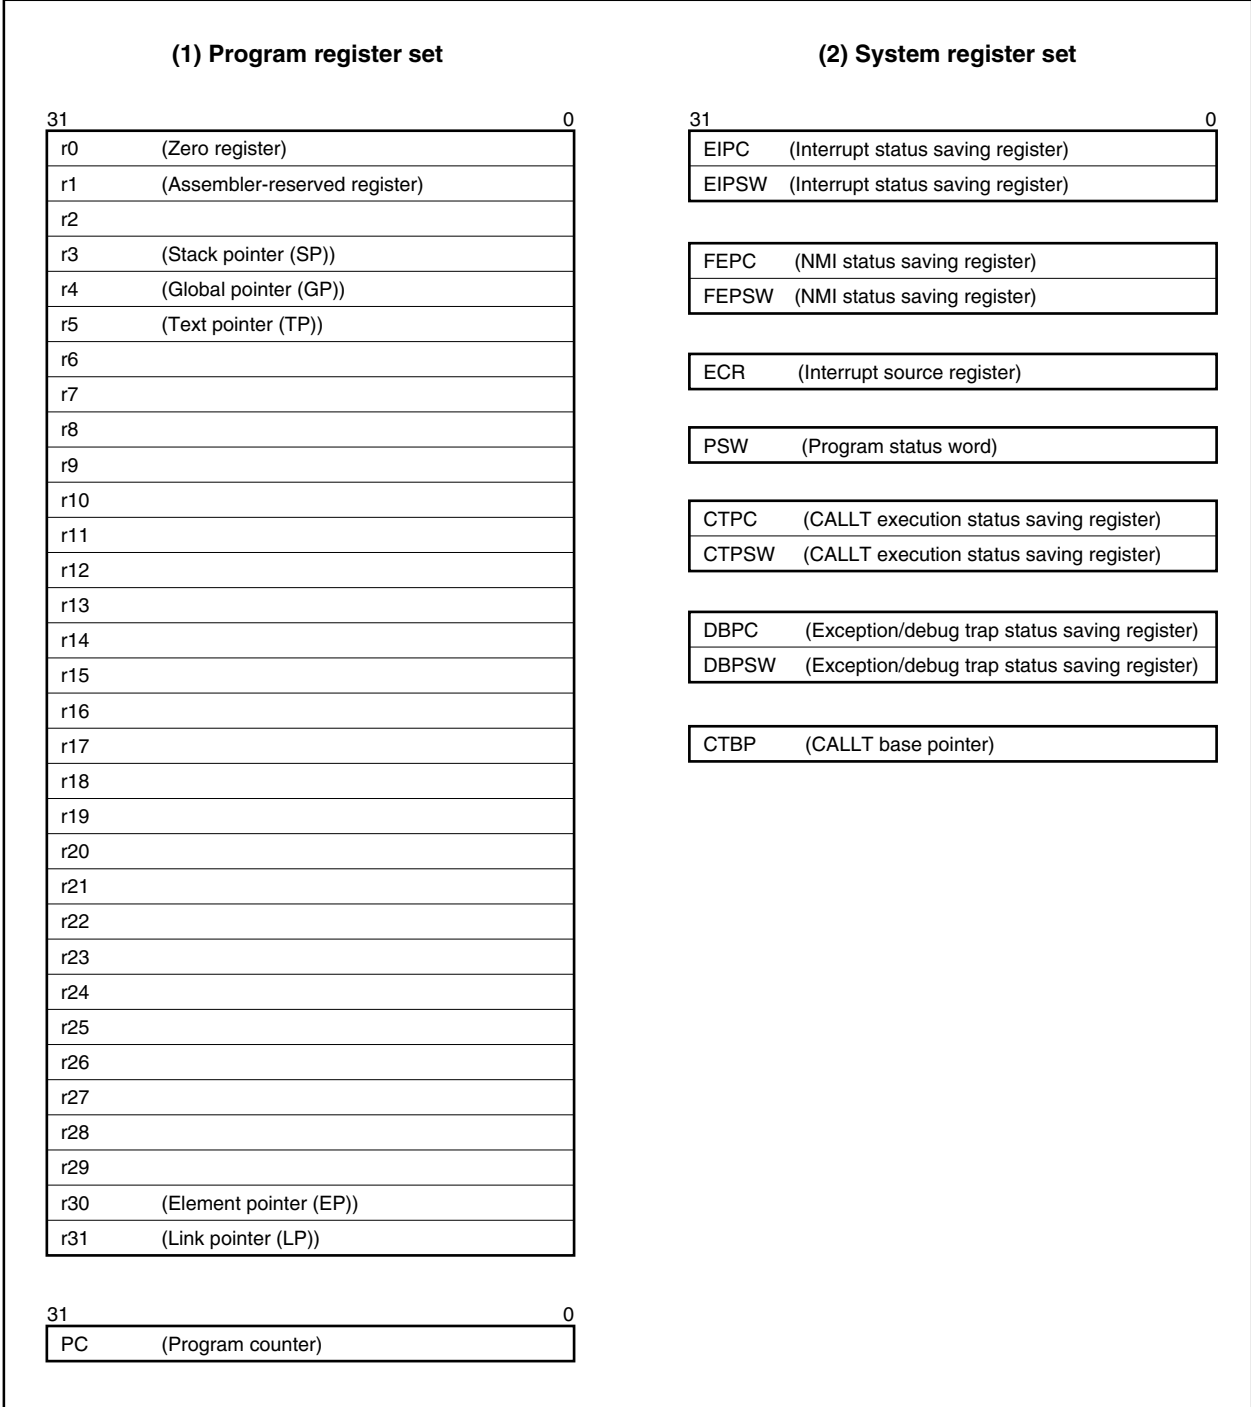 (1) Program register set
31 0
r0 (Zero register)
r1 (Assembler-reserved register)
r2
r3 (Stack pointer (SP))
r4 (Global pointer (GP))
r5 (Text pointer (TP))
r6
r7
r8
r9
r10
r11
r12
r13
r14
r15
r16
r17
r18
r19
r20
r21
r22
r23
r24
r25
r26
r27
r28
r29
r30 (Element pointer (EP))
r31 (Link pointer (LP))
31 0
PC (Program counter)
(2) System register set
31 0
EIPC (Interrupt status saving register)
EIPSW (Interrupt status saving register)
FEPC (NMI status saving register)
FEPSW (NMI status saving register)
ECR (Interrupt source register)
PSW (Program status word)
CTPC (CALLT execution status saving register)
CTPSW (CALLT execution status saving register)
DBPC (Exception/debug trap status saving register)
DBPSW (Exception/debug trap status saving register)
CTBP (CALLT base pointer)